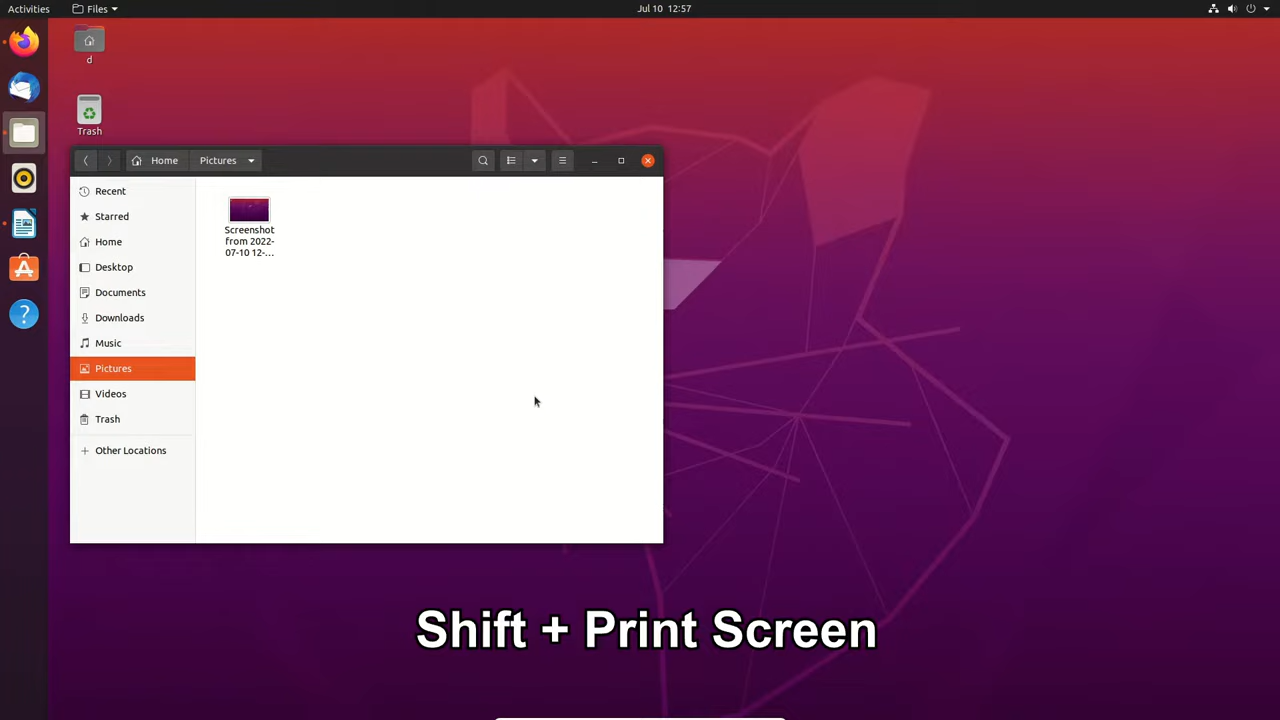 Activities
Files
Jul 10 12:57
d
Trash
Home
Pictures
Recent
Starred
Home
Desktop
Documents
Downloads
Music
Pictures
Videos
Trash
Other Locations
Screenshot
from 2022-
07-10 12-...
Shift + Print Screen